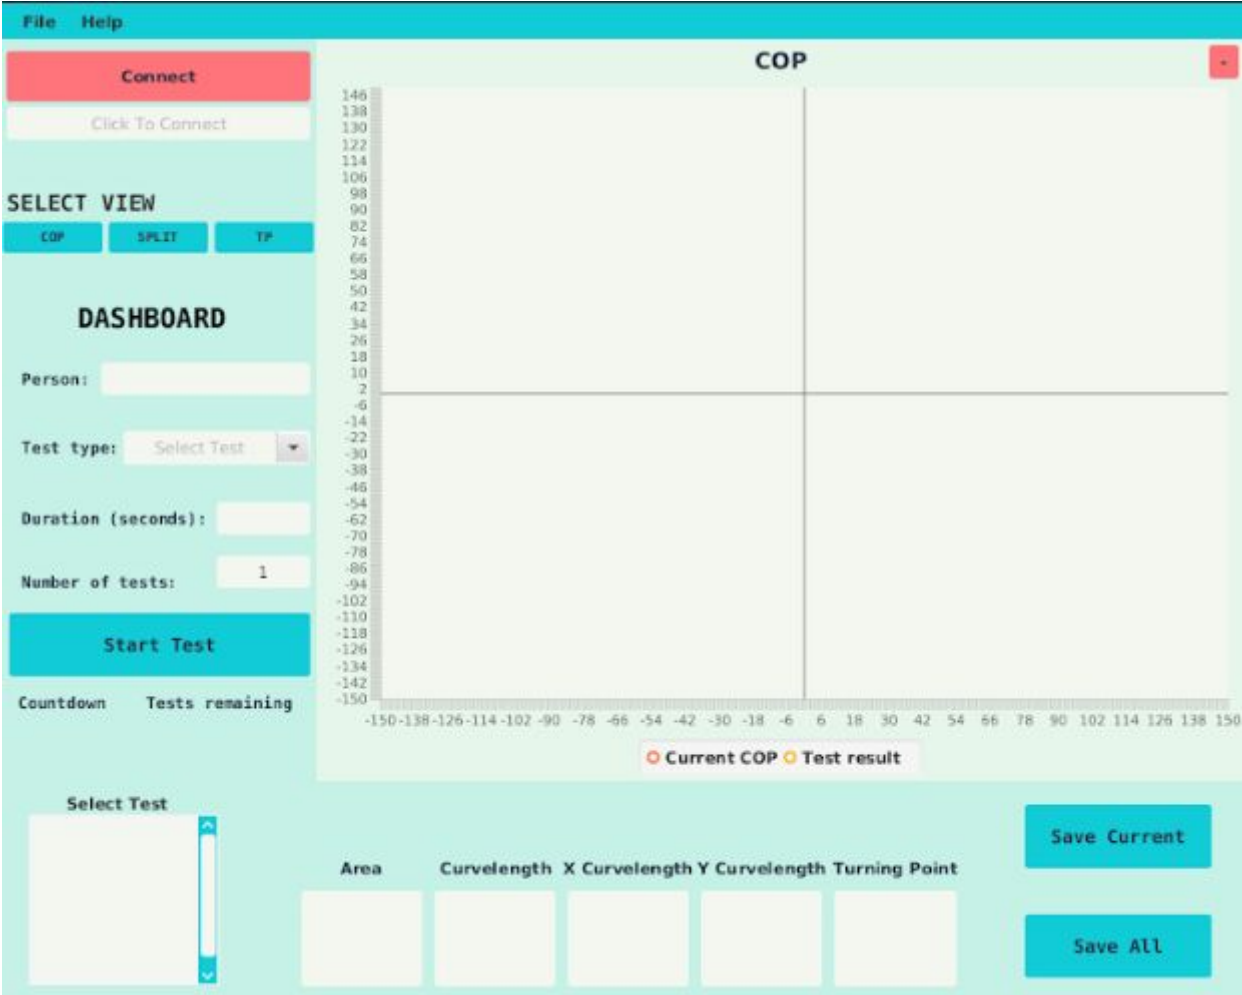 File Help
Connect
Click To Connect
SELECT VIEW
COP SPLIT TP
DASHBOARD
Person:
Test type: Select Test
Duration (seconds):
Number of tests: 1
Start Test
Countdown Tests remaining
COP
-
146
138
130
122
114
106
98
90
82
74
66
58
50
42
34
26
18
10
2
-6
-14
-22
-30
-38
-46
-54
-62
-70
-78
-86
-94
-102
-110
-118
-126
-134
-142
-150
-150 -138 -126 -114 -102 -90 -78 -66 -54 -42 -30 -18 -6 6 18 30 42 54 66 78 90 102 114 126 138 150
Current COP Test result
Select Test
Area Curvelength X Curvelength Y Curvelength Turning Point
Save Current
Save All